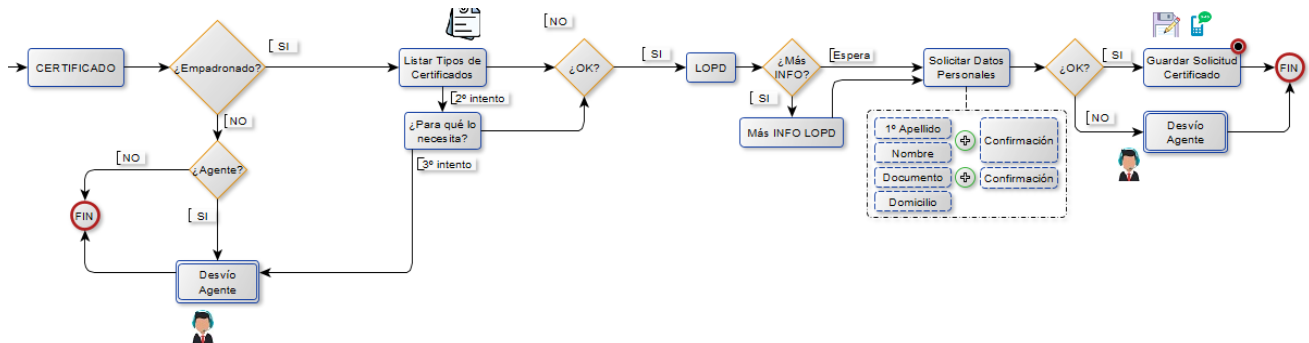 CERTIFICADO
¿Empadronado?
SI
NO
¿Agente?
NO
SI
FIN
Desvío
Agente
Listar Tipos de
Certificados
2º intento
¿Para qué lo
necesita?
3º intento
NO
¿OK?
SI
LOPD
¿Más
INFO?
Espera
SI
Más INFO LOPD
Solicitar Datos
Personales
1º Apellido
Nombre
Confirmación
Documento
Confirmación
Domicilio
¿OK?
SI
NO
Guardar Solicitud
Certificado
Desvío
Agente
FIN